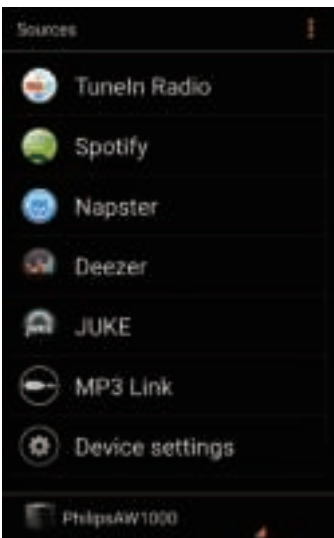 Sources
TuneIn Radio
Spotify
Napster
Deezer
JUKE
MP3 Link
Device settings
PhilipsAW1000